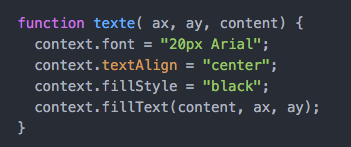 function texte( ax, ay, content) {
  context.font = "20px Arial";
  context.textAlign = "center";
  context.fillStyle = "black";
  context.fillText(content, ax, ay);
}